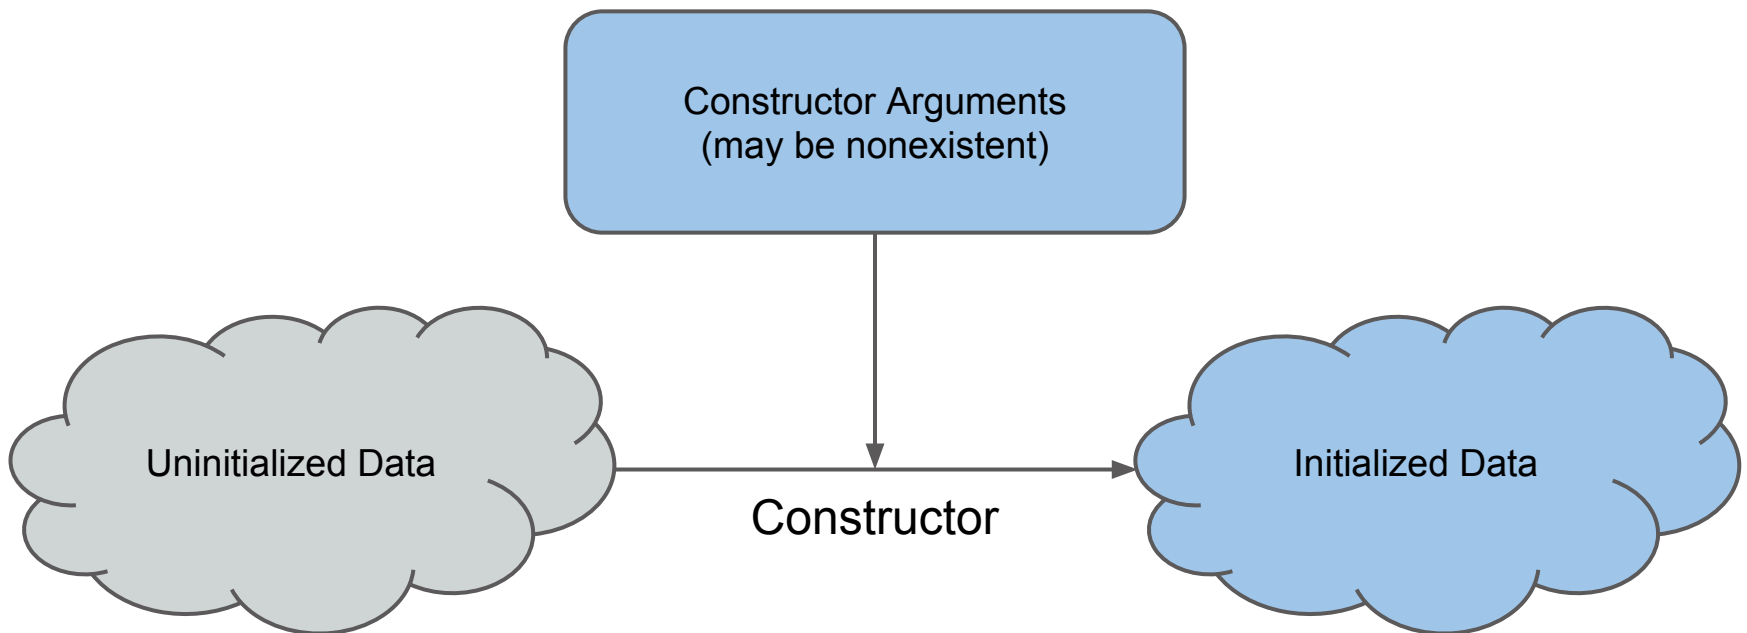 Constructor Arguments
(may be nonexistent)
Uninitialized Data
Initialized Data
Constructor